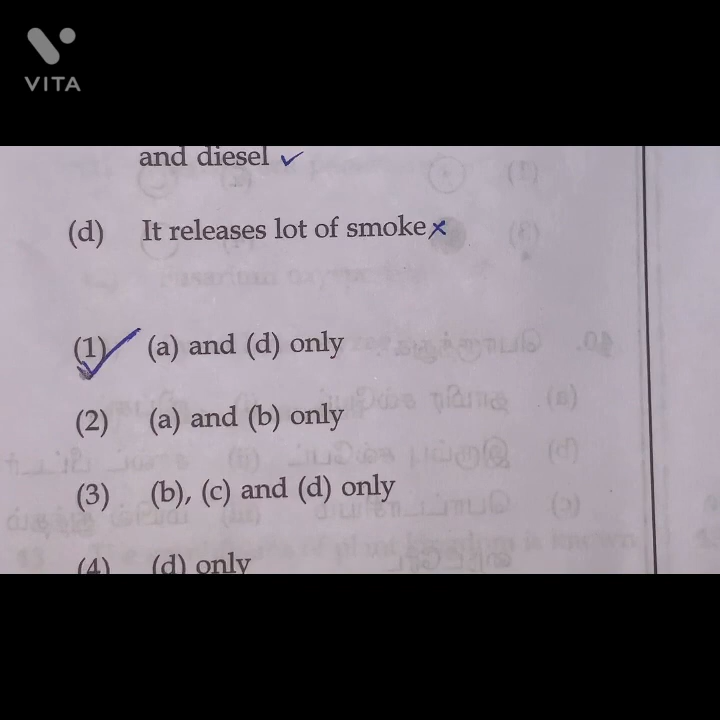 VITA
and diesel
(d) It releases lot of smoke
(1) (a) and (d) only
(2) (a) and (b) only
(3) (b), (c) and (d) only
(4) (d) only